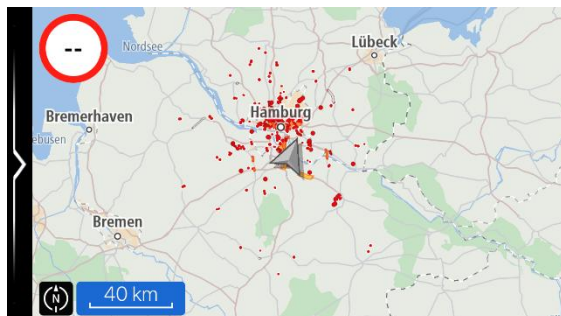 --
Nordsee
Lübeck
Hamburg
Bremerhaven
ebusen
Bremen
N
40 km